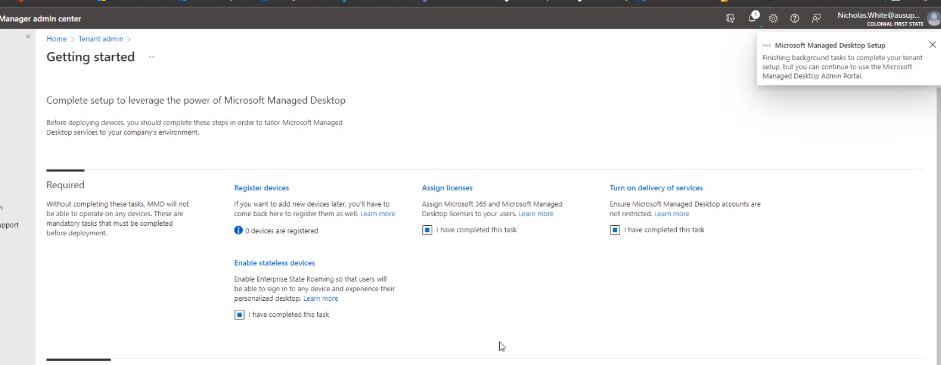 Manager admin center
Nicholas.White@ausup...
COLONIAL FIRST STATE
1
Home > Tenant admin >
Getting started ...
Microsoft Managed Desktop Setup
Finishing background tasks to complete your tenant
setup, but you can continue to use the Microsoft
Managed Desktop Admin Portal.
Complete setup to leverage the power of Microsoft Managed Desktop
Before deploying devices, you should complete these steps in order to tailor Microsoft Managed
Desktop services to your company's environment.
Required
Without completing these tasks, MMD will not
be able to operate on any devices. These are
mandatory tasks that must be completed
before deployment.
Register devices
If you want to add new devices later, you'll have to
come back here to register them as well. Learn more
0 devices are registered
Assign licenses
Assign Microsoft 365 and Microsoft Managed
Desktop licenses to your users. Learn more
I have completed this task
Turn on delivery of services
Ensure Microsoft Managed Desktop accounts are
not restricted. Learn more
I have completed this task
Enable stateless devices
Enable Enterprise State Roaming so that users will
be able to sign in to any device and experience their
personalized desktop. Learn more
I have completed this task
upport